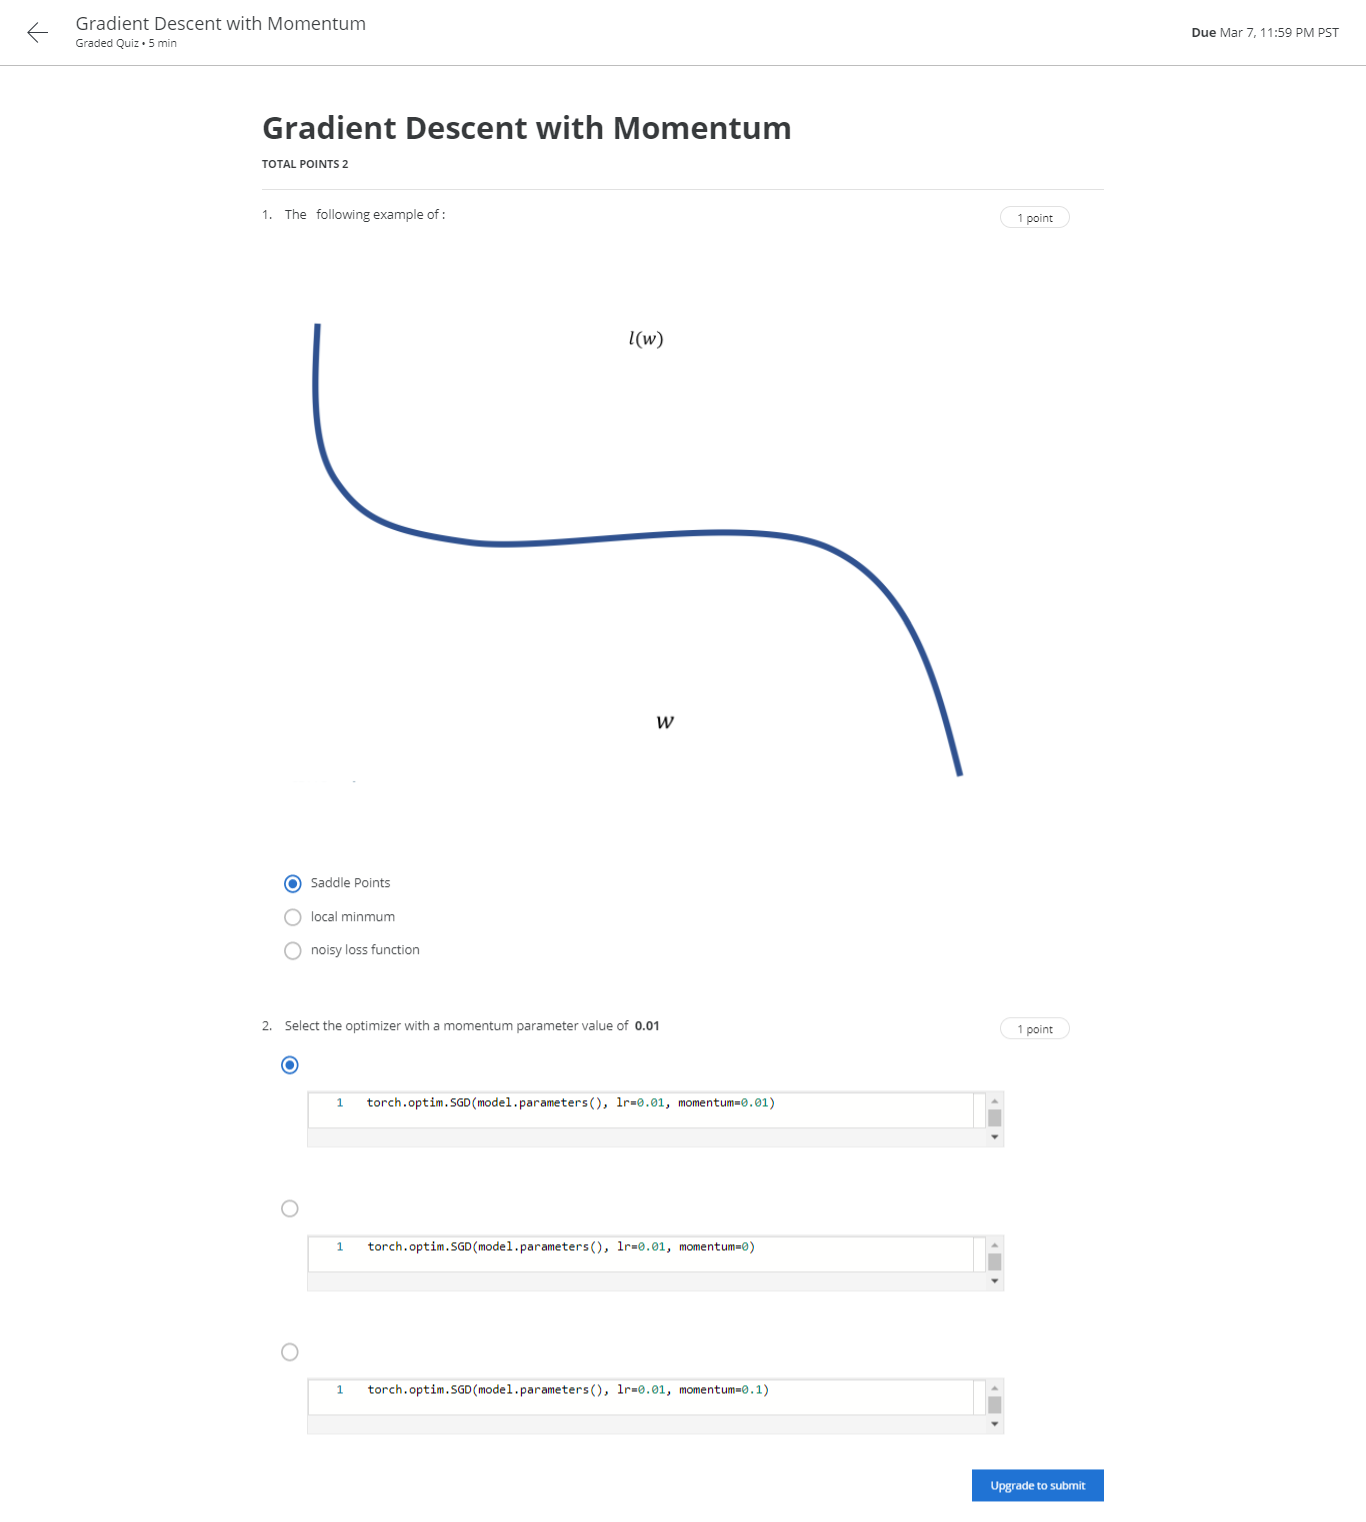 Gradient Descent with Momentum
Graded Quiz • 5 min
Due Mar 7, 11:59 PM PST
Gradient Descent with Momentum
TOTAL POINTS 2
1. The following example of :
1 point
l(w)
w
Saddle Points
local minmum
noisy loss function
2. Select the optimizer with a momentum parameter value of 0.01
1 point
1 torch.optim.SGD(model.parameters(), lr=0.01, momentum=0.01)
1 torch.optim.SGD(model.parameters(), lr=0.01, momentum=0)
1 torch.optim.SGD(model.parameters(), lr=0.01, momentum=0.1)
Upgrade to submit